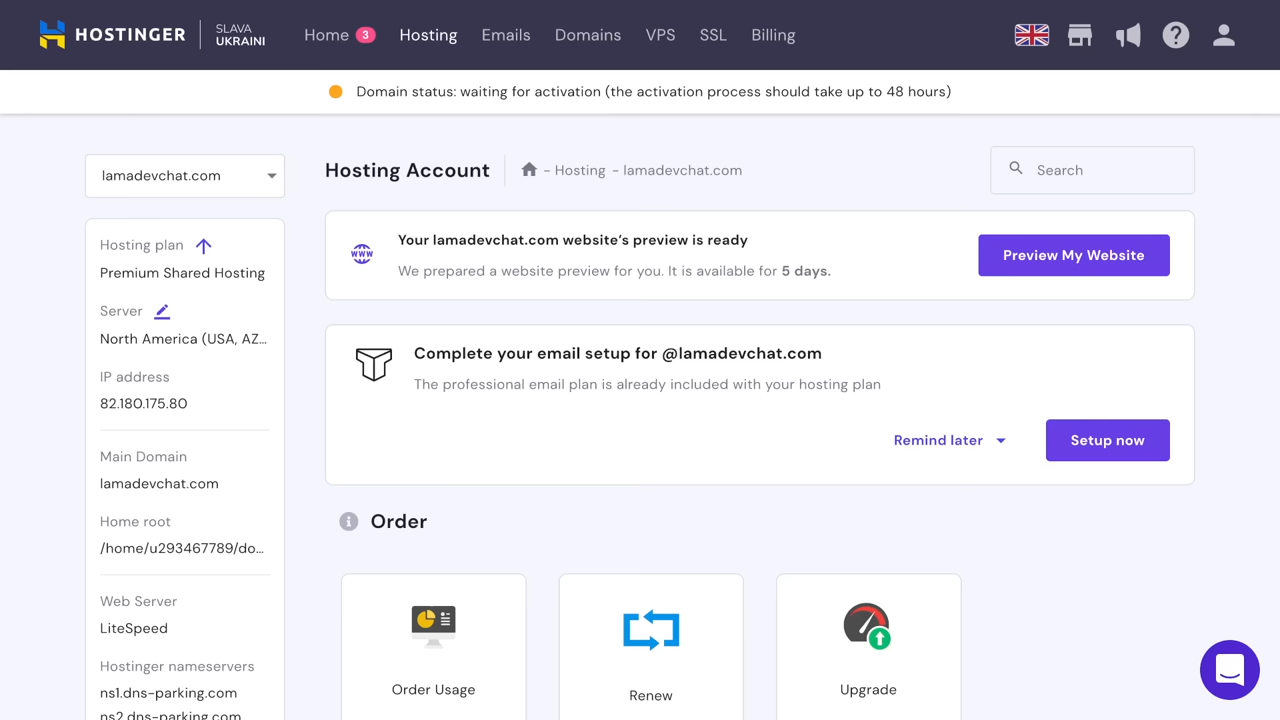 HOSTINGER
SLAVA
UKRAINI
Home 3 Hosting Emails Domains VPS SSL Billing
Domain status: waiting for activation (the activation process should take up to 48 hours)
lamadevchat.com
Hosting Account
- Hosting - lamadevchat.com
Search
Hosting plan
Premium Shared Hosting
Server
North America (USA, AZ...
IP address
82.180.175.80
Main Domain
lamadevchat.com
Home root
/home/u293467789/do...
Web Server
LiteSpeed
Hostinger nameservers
ns1.dns-parking.com
ns2.dns-parking.com
www
Your lamadevchat.com website's preview is ready
We prepared a website preview for you. It is available for 5 days.
Preview My Website
Complete your email setup for @lamadevchat.com
The professional email plan is already included with your hosting plan
Remind later
Setup now
Order
Order Usage
Renew
Upgrade